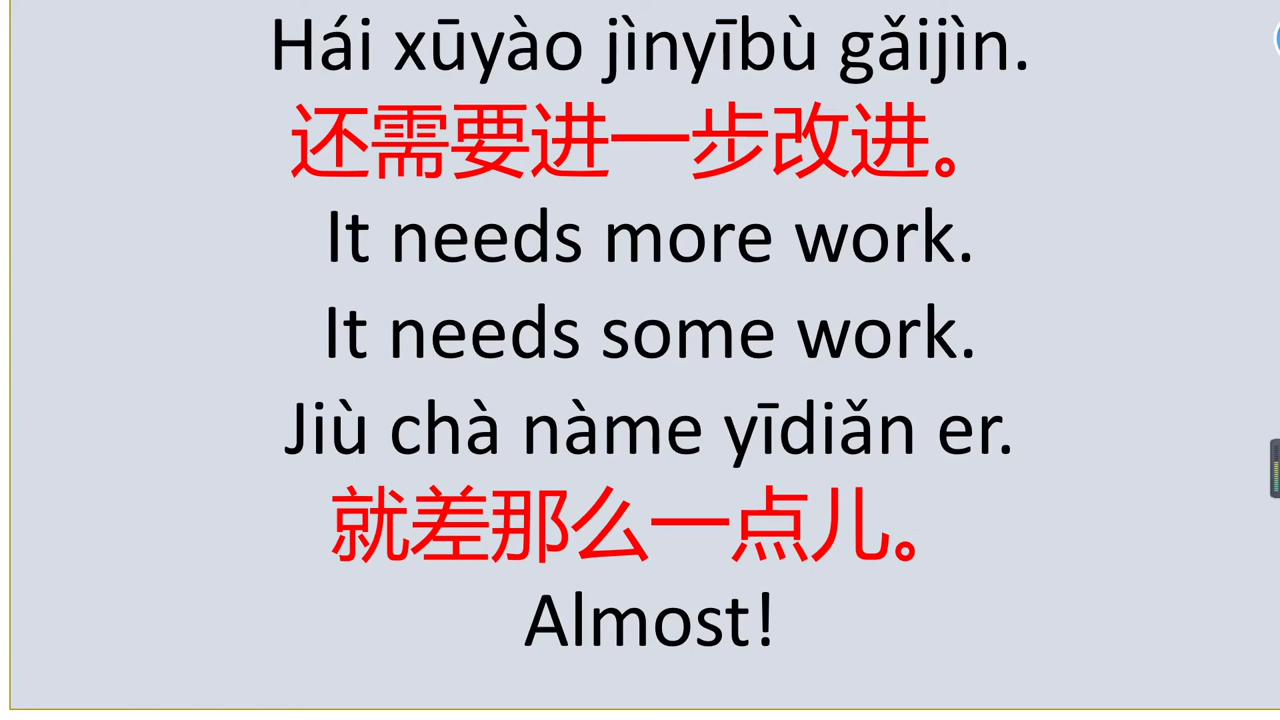 Hái xūyào jìnyībù gǎijìn.
还需要进一步改进。
It needs more work.
It needs some work.
Jiù chà nàme yīdiǎn er.
就差那么一点儿。
Almost!